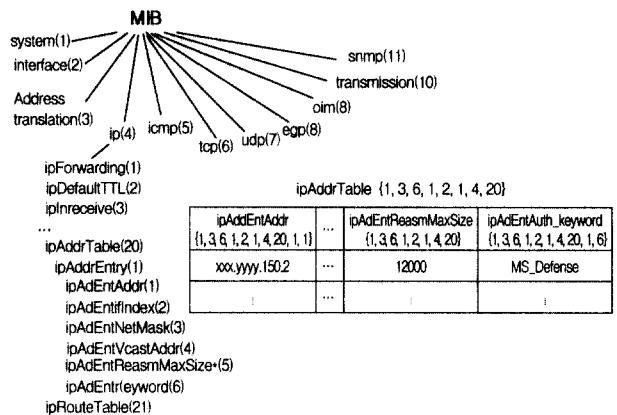 MIB
system(1)
interface(2)
Address
translation(3)
ip(4)
icmp(5)
tcp(6)
udp(7)
egp(8)
oim(8)
transmission(10)
snmp(11)
ipForwarding(1)
ipDefaultTTL(2)
ipInreceive(3)
...
ipAddrTable(20)
ipAddrEntry(1)
ipAdEntAddr(1)
ipAdEntifIndex(2)
ipAdEntNetMask(3)
ipAdEntVcastAddr(4)
ipAdEntReasmMaxSize•(5)
ipAdEntr(eyword(6)
ipRouteTable(21)
ipAddrTable {1, 3, 6, 1, 2, 1, 4, 20}
ipAddEntAddr ... ipAdEntReasmMaxSize ipAdEntAuth_keyword
{1, 3, 6, 1, 2, 1, 4, 20, 1, 1} {1, 3, 6, 1, 2, 1, 4, 20} {1, 3, 6, 1, 2, 1, 4, 20, 1, 6}
xxx.yyyy.150.2 ... 12000 MS_Defense
⋮ ... ⋮ ⋮